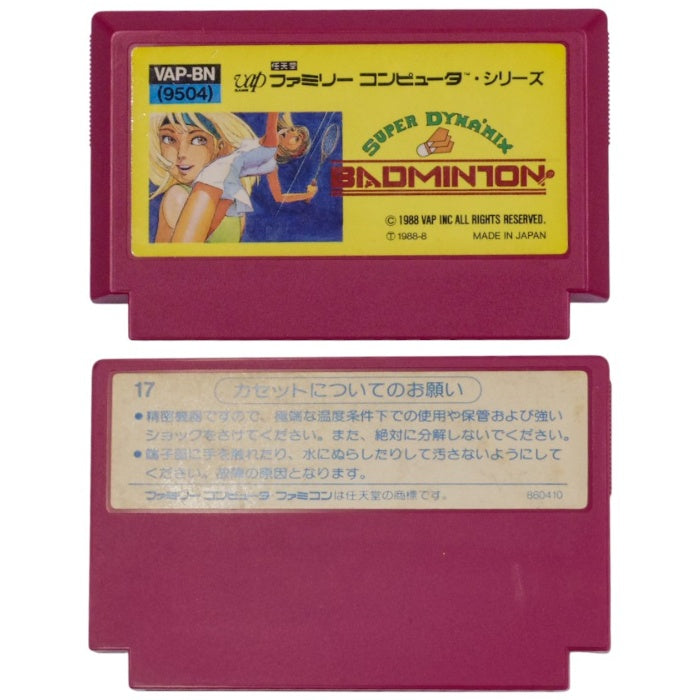 VAP-BN
(9504)
任天堂
vap ファミリー コンピュータ™・シリーズ
GAME
SUPER DYNA'MIX
BADMINTON
© 1988 VAP INC ALL RIGHTS RESERVED.
Ⓣ 1988-8 MADE IN JAPAN
17 カセットについてのお願い
●精密機器ですので、極端な温度条件下での使用や保管および強い
ショックをさけてください。また、絶対に分解しないでください。
●端子部に手を触れたり、水にぬらしたりして汚さないようにして
ください。故障の原因となります。
ファミリー コンピュータ ファミコンは任天堂の商標です。 860410